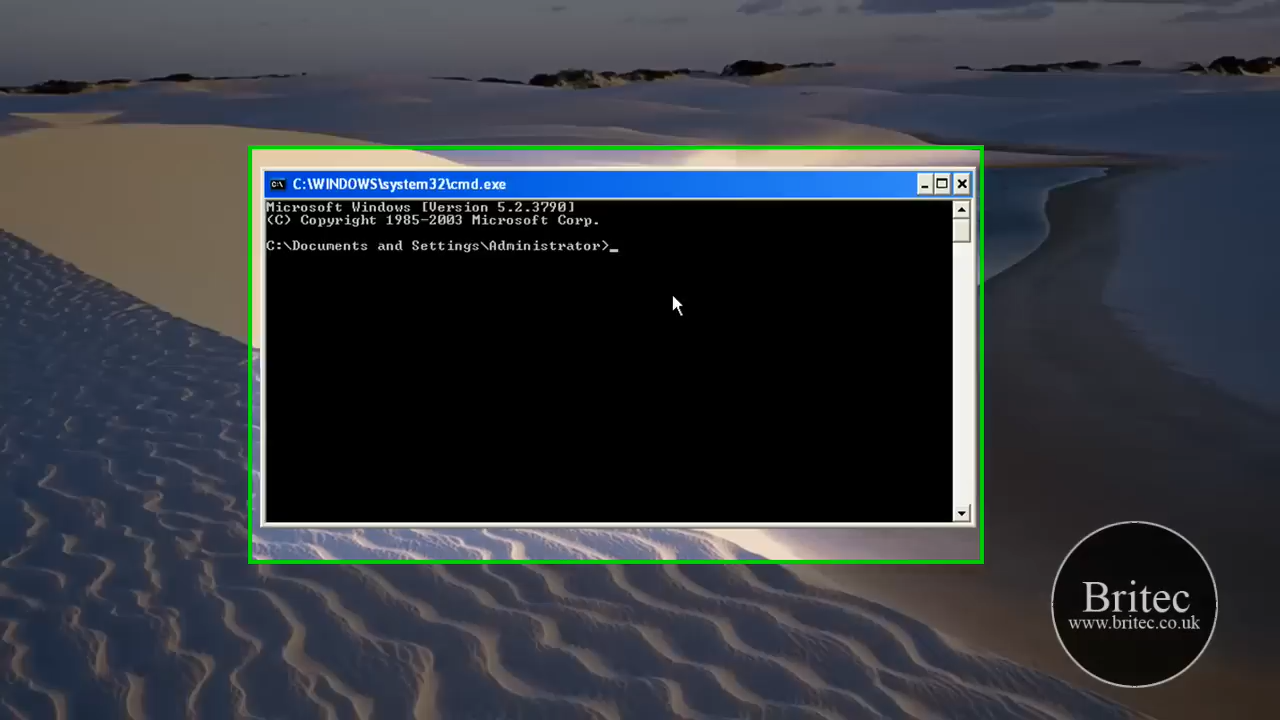 C:\WINDOWS\system32\cmd.exe
Microsoft Windows [Version 5.2.3790]
(C) Copyright 1985-2003 Microsoft Corp.
C:\Documents and Settings\Administrator>_
Britec
www.britec.co.uk